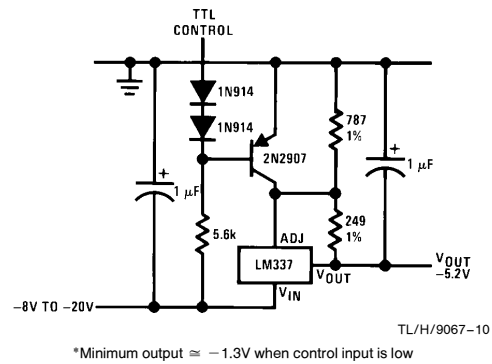 TTL
CONTROL
1N914
1N914
787
1%
2N2907
+
1 μF
+
1 μF
5.6k
249
1%
ADJ
LM337
VOUT
VIN
VOUT
–5.2V
–8V TO –20V
TL/H/9067–10
*Minimum output ≅ –1.3V when control input is low